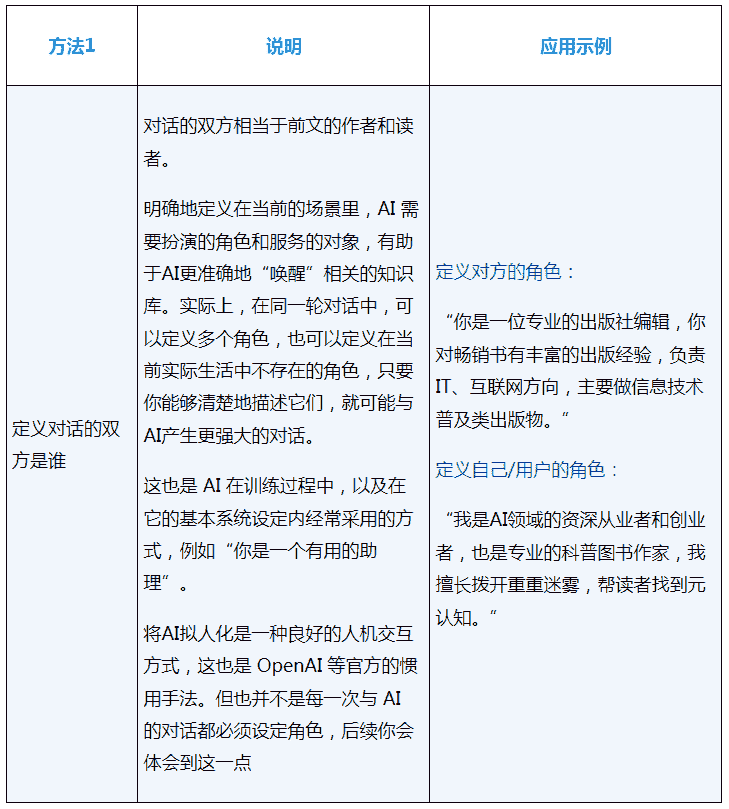 方法1
说明
应用示例
定义对话的双
方是谁
对话的双方相当于前文的作者和读
者。
明确地定义在当前的场景里，AI 需
要扮演的角色和服务的对象，有助
于AI更准确地“唤醒”相关的知识
库。实际上，在同一轮对话中，可
以定义多个角色，也可以定义在当
前实际生活中不存在的角色，只要
你能够清楚地描述它们，就可能与
AI产生更强大的对话。
这也是 AI 在训练过程中，以及在
它的基本系统设定内经常采用的方
式，例如“你是一个有用的助
理”。
将AI拟人化是一种良好的人机交互
方式，这也是 OpenAI 等官方的惯
用手法。但也并不是每一次与 AI
的对话都必须设定角色，后续你会
体会到这一点
定义对方的角色：
“你是一位专业的出版社编辑，你
对畅销书有丰富的出版经验，负责
IT、互联网方向，主要做信息技术
普及类出版物。”
定义自己/用户的角色：
“我是AI领域的资深从业者和创业
者，也是专业的科普图书作家，我
擅长拨开重重迷雾，帮读者找到元
认知。”